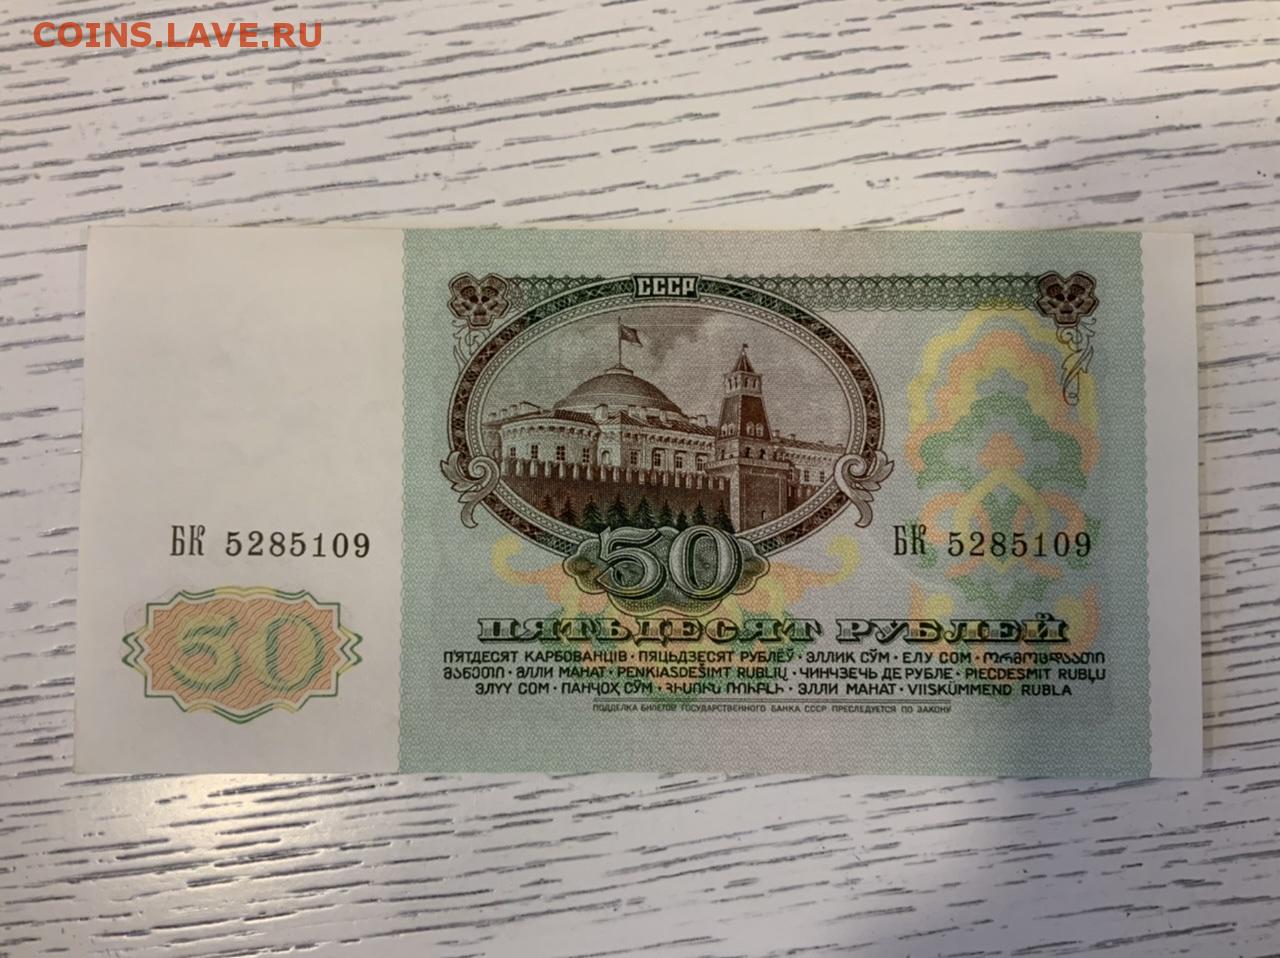 COINS.LAVE.RU
СССР
БК 5285109
БК 5285109
50
50
ПЯТЬДЕСЯТ РУБЛЕЙ
П'ЯТДЕСЯТ КАРБОВАНЦІВ · ПЯЦЬДЗЕСЯТ РУБЛЁЎ · ЭЛЛИК СЎМ · ЕЛУ СОМ · ᲝᲠᲛᲝᲪᲓᲐᲐᲗᲘ
ᲛᲐᲜᲔᲗᲘ · ӘЛЛИ МАНАТ · PENKIASDEŠIMT RUBLIŲ · ЧИНЧЗЕЧЬ ДЕ РУБЛЕ · PIECDESMIT RUBĻU
ЭЛҮҮ СОМ · ПАНҶОҲ СӮМ · ՀԻՍՈՒՆ ՌՈՒԲԼԻ · ЭЛЛИ МАНАТ · VIISKÜMMEND RUBLA
ПОДДЕЛКА БИЛЕТОВ ГОСУДАРСТВЕННОГО БАНКА СССР ПРЕСЛЕДУЕТСЯ ПО ЗАКОНУ